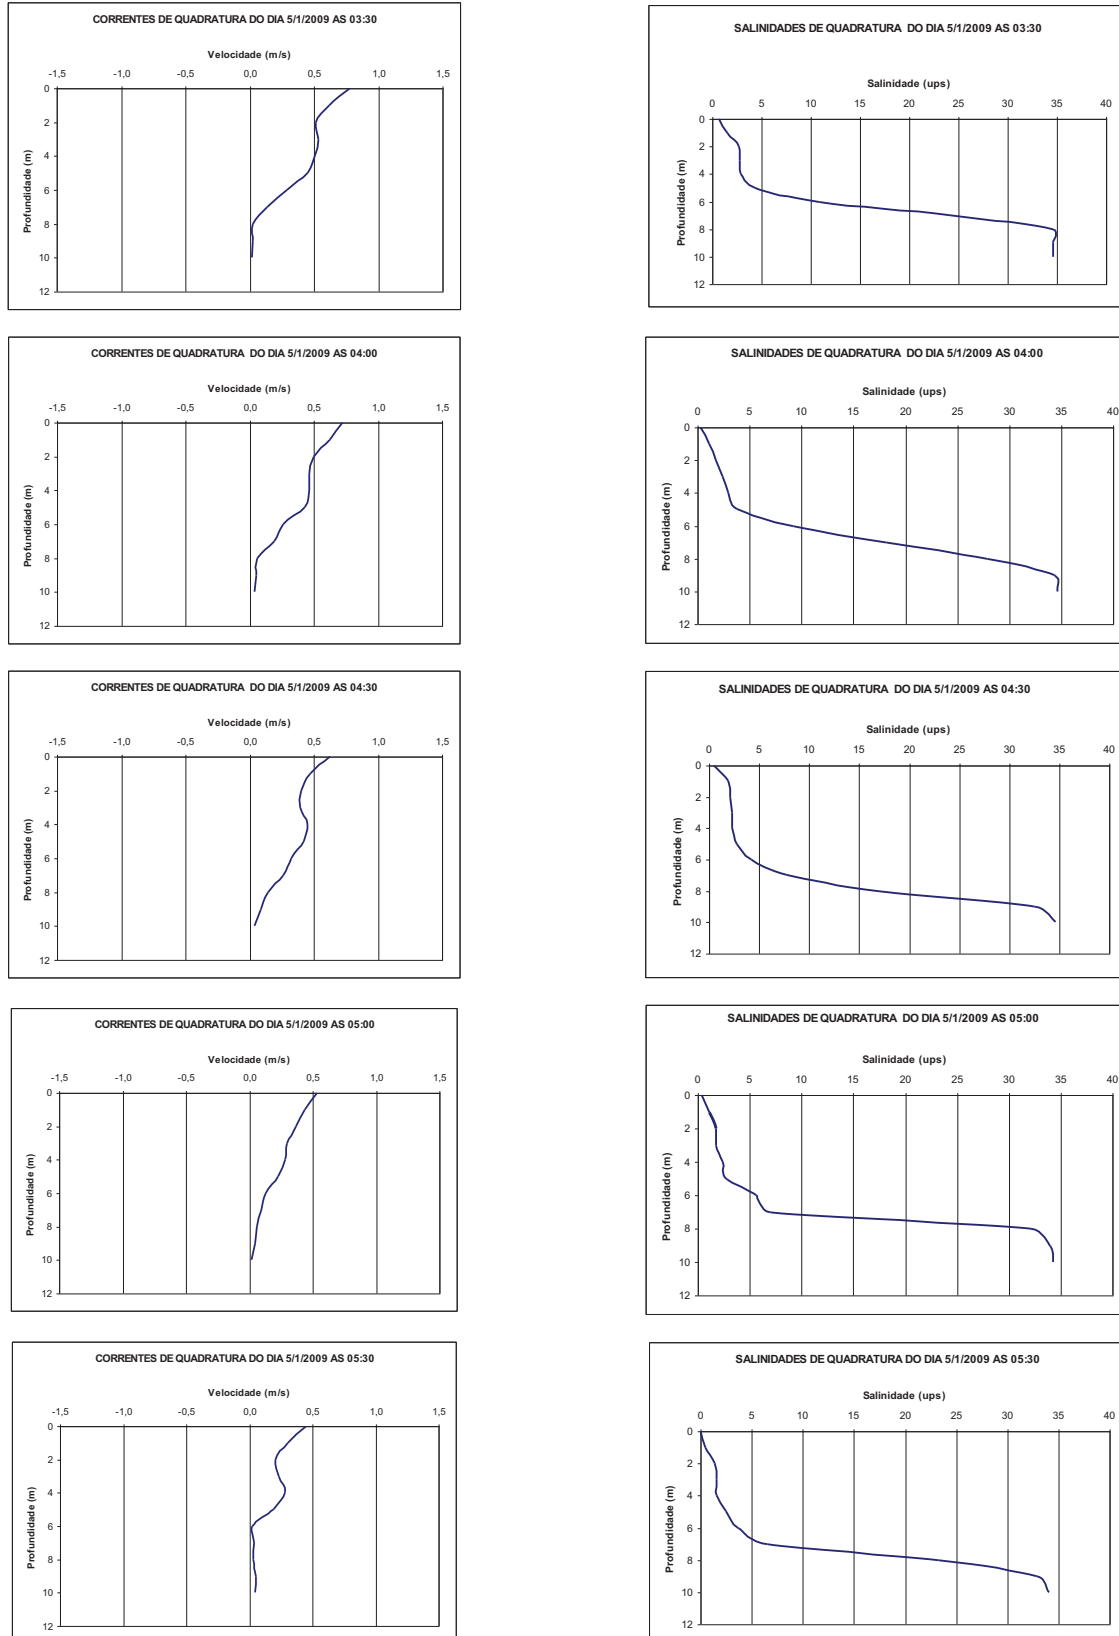 CORRENTES DE QUADRATURA DO DIA 5/1/2009 AS 03:30
Velocidade (m/s)
-1,5 -1,0 -0,5 0,0 0,5 1,0 1,5
0
2
4
6
8
10
12
Profundidade (m)
SALINIDADES DE QUADRATURA DO DIA 5/1/2009 AS 03:30
Salinidade (ups)
0 5 10 15 20 25 30 35 40
0
2
4
6
8
10
12
Profundidade (m)
CORRENTES DE QUADRATURA DO DIA 5/1/2009 AS 04:00
Velocidade (m/s)
-1,5 -1,0 -0,5 0,0 0,5 1,0 1,5
0
2
4
6
8
10
12
Profundidade (m)
SALINIDADES DE QUADRATURA DO DIA 5/1/2009 AS 04:00
Salinidade (ups)
0 5 10 15 20 25 30 35 40
0
2
4
6
8
10
12
Profundidade (m)
CORRENTES DE QUADRATURA DO DIA 5/1/2009 AS 04:30
Velocidade (m/s)
-1,5 -1,0 -0,5 0,0 0,5 1,0 1,5
0
2
4
6
8
10
12
Profundidade (m)
SALINIDADES DE QUADRATURA DO DIA 5/1/2009 AS 04:30
Salinidade (ups)
0 5 10 15 20 25 30 35 40
0
2
4
6
8
10
12
Profundidade (m)
CORRENTES DE QUADRATURA DO DIA 5/1/2009 AS 05:00
Velocidade (m/s)
-1,5 -1,0 -0,5 0,0 0,5 1,0 1,5
0
2
4
6
8
10
12
Profundidade (m)
SALINIDADES DE QUADRATURA DO DIA 5/1/2009 AS 05:00
Salinidade (ups)
0 5 10 15 20 25 30 35 40
0
2
4
6
8
10
12
Profundidade (m)
CORRENTES DE QUADRATURA DO DIA 5/1/2009 AS 05:30
Velocidade (m/s)
-1,5 -1,0 -0,5 0,0 0,5 1,0 1,5
0
2
4
6
8
10
12
Profundidade (m)
SALINIDADES DE QUADRATURA DO DIA 5/1/2009 AS 05:30
Salinidade (ups)
0 5 10 15 20 25 30 35 40
0
2
4
6
8
10
12
Profundidade (m)